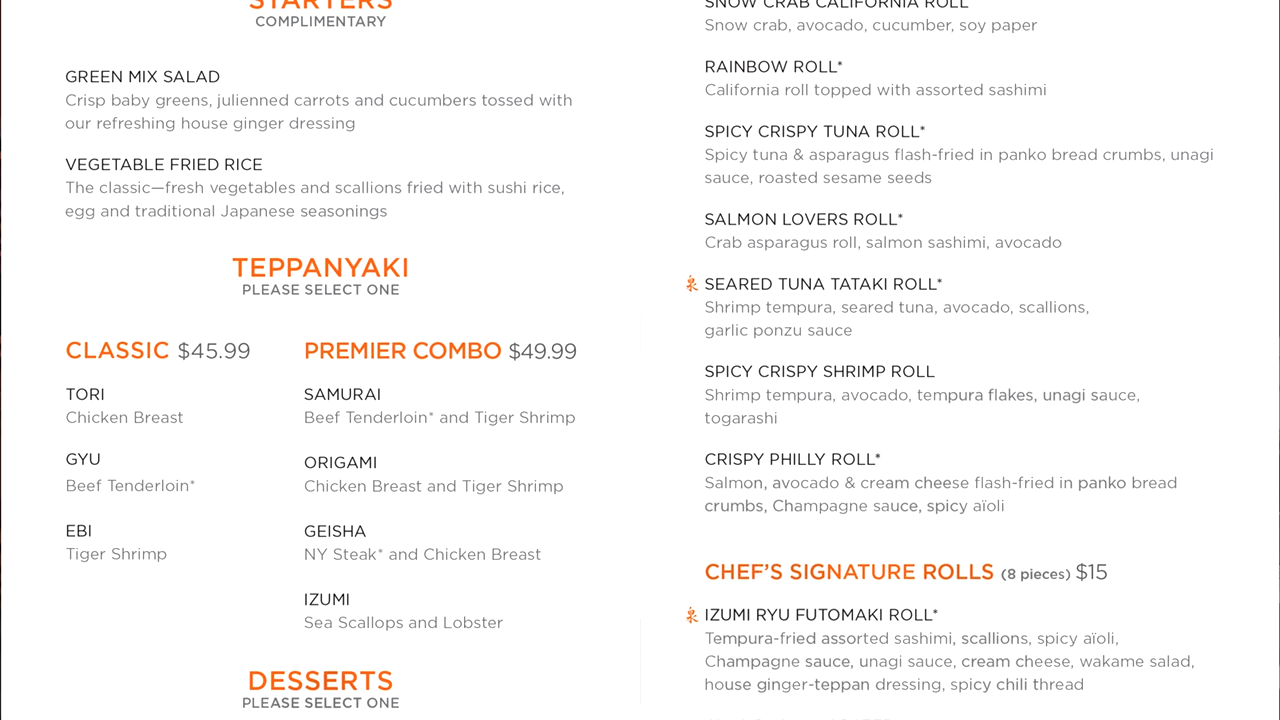 STARTERS
COMPLIMENTARY
GREEN MIX SALAD
Crisp baby greens, julienned carrots and cucumbers tossed with
our refreshing house ginger dressing
VEGETABLE FRIED RICE
The classic—fresh vegetables and scallions fried with sushi rice,
egg and traditional Japanese seasonings
TEPPANYAKI
PLEASE SELECT ONE
CLASSIC $45.99
TORI
Chicken Breast
GYU
Beef Tenderloin*
EBI
Tiger Shrimp
PREMIER COMBO $49.99
SAMURAI
Beef Tenderloin* and Tiger Shrimp
ORIGAMI
Chicken Breast and Tiger Shrimp
GEISHA
NY Steak* and Chicken Breast
IZUMI
Sea Scallops and Lobster
DESSERTS
PLEASE SELECT ONE
SNOW CRAB CALIFORNIA ROLL
Snow crab, avocado, cucumber, soy paper
RAINBOW ROLL*
California roll topped with assorted sashimi
SPICY CRISPY TUNA ROLL*
Spicy tuna & asparagus flash-fried in panko bread crumbs, unagi
sauce, roasted sesame seeds
SALMON LOVERS ROLL*
Crab asparagus roll, salmon sashimi, avocado
SEARED TUNA TATAKI ROLL*
Shrimp tempura, seared tuna, avocado, scallions,
garlic ponzu sauce
SPICY CRISPY SHRIMP ROLL
Shrimp tempura, avocado, tempura flakes, unagi sauce,
togarashi
CRISPY PHILLY ROLL*
Salmon, avocado & cream cheese flash-fried in panko bread
crumbs, Champagne sauce, spicy aïoli
CHEF'S SIGNATURE ROLLS (8 pieces) $15
IZUMI RYU FUTOMAKI ROLL*
Tempura-fried assorted sashimi, scallions, spicy aïoli,
Champagne sauce, unagi sauce, cream cheese, wakame salad,
house ginger-teppan dressing, spicy chili thread